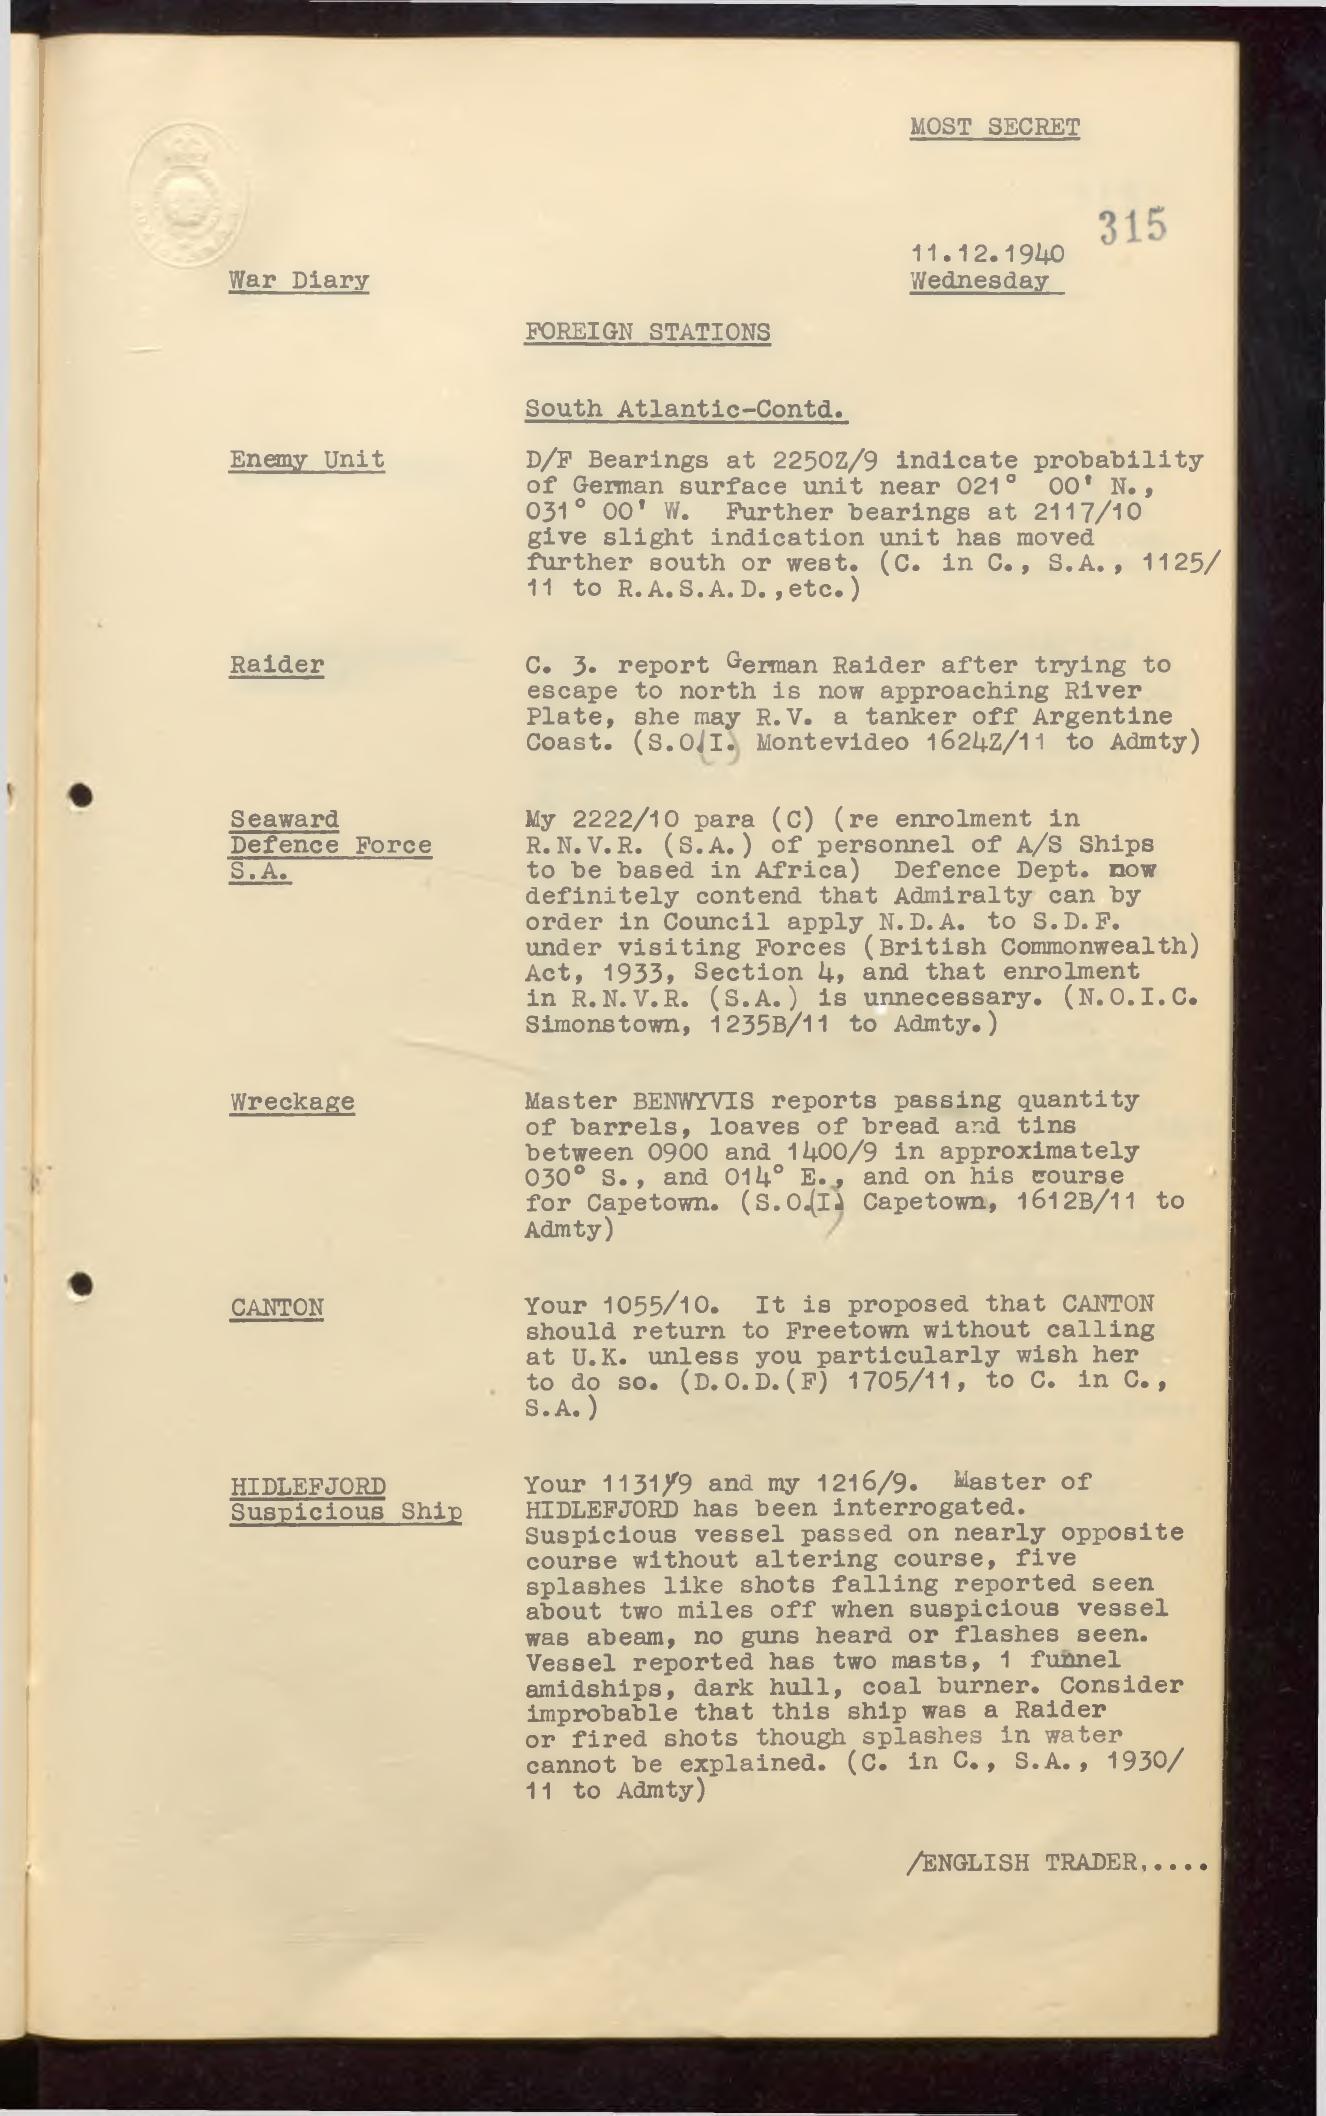 MOST SECRET
315
11.12.1940
War Diary
Wednesday
FOREIGN STATIONS
South Atlantic-Contd.
Enemy Unit
D/F Bearings at 2250Z/9 indicate probability
of German surface unit near 021° 00' N.,
031° 00' W. Further bearings at 2117/10
give slight indication unit has moved
further south or west. (C. in C., S.A., 1125/
11 to R.A.S.A.D.,etc.)
Raider
C. 3. report German Raider after trying to
escape to north is now approaching River
Plate, she may R.V. a tanker off Argentine
Coast. (S.O.(I.) Montevideo 1624Z/11 to Admty)
Seaward
Defence Force
S.A.
My 2222/10 para (C) (re enrolment in
R.N.V.R. (S.A.) of personnel of A/S Ships
to be based in Africa) Defence Dept. now
definitely contend that Admiralty can by
order in Council apply N.D.A. to S.D.F.
under visiting Forces (British Commonwealth)
Act, 1933, Section 4, and that enrolment
in R.N.V.R. (S.A.) is unnecessary. (N.O.I.C.
Simonstown, 1235B/11 to Admty.)
Wreckage
Master BENWYVIS reports passing quantity
of barrels, loaves of bread and tins
between 0900 and 1400/9 in approximately
030° S., and 014° E., and on his course
for Capetown. (S.O.(I.) Capetown, 1612B/11 to
Admty)
CANTON
Your 1055/10. It is proposed that CANTON
should return to Freetown without calling
at U.K. unless you particularly wish her
to do so. (D.O.D.(F) 1705/11, to C. in C.,
S.A.)
HIDLEFJORD
Suspicious Ship
Your 1131/9 and my 1216/9. Master of
HIDLEFJORD has been interrogated.
Suspicious vessel passed on nearly opposite
course without altering course, five
splashes like shots falling reported seen
about two miles off when suspicious vessel
was abeam, no guns heard or flashes seen.
Vessel reported has two masts, 1 funnel
amidships, dark hull, coal burner. Consider
improbable that this ship was a Raider
or fired shots though splashes in water
cannot be explained. (C. in C., S.A., 1930/
11 to Admty)
/ENGLISH TRADER.....